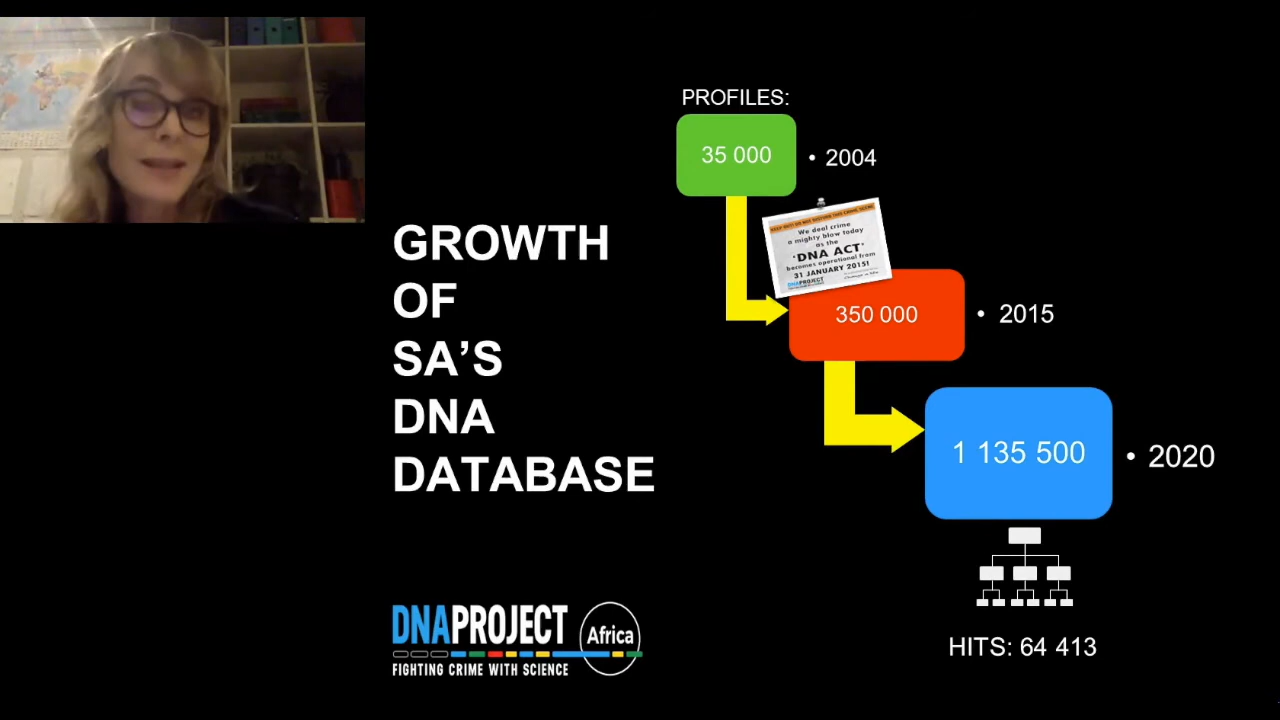 PROFILES:
35 000
• 2004
We deal crime
a mighty blow today
as the
'DNA ACT'
becomes operational from
31 JANUARY 2015!
DNAPROJECT
GROWTH
OF
SA’S
DNA
DATABASE
350 000
• 2015
1 135 500
• 2020
HITS: 64 413
DNAPROJECT
Africa
FIGHTING CRIME WITH SCIENCE